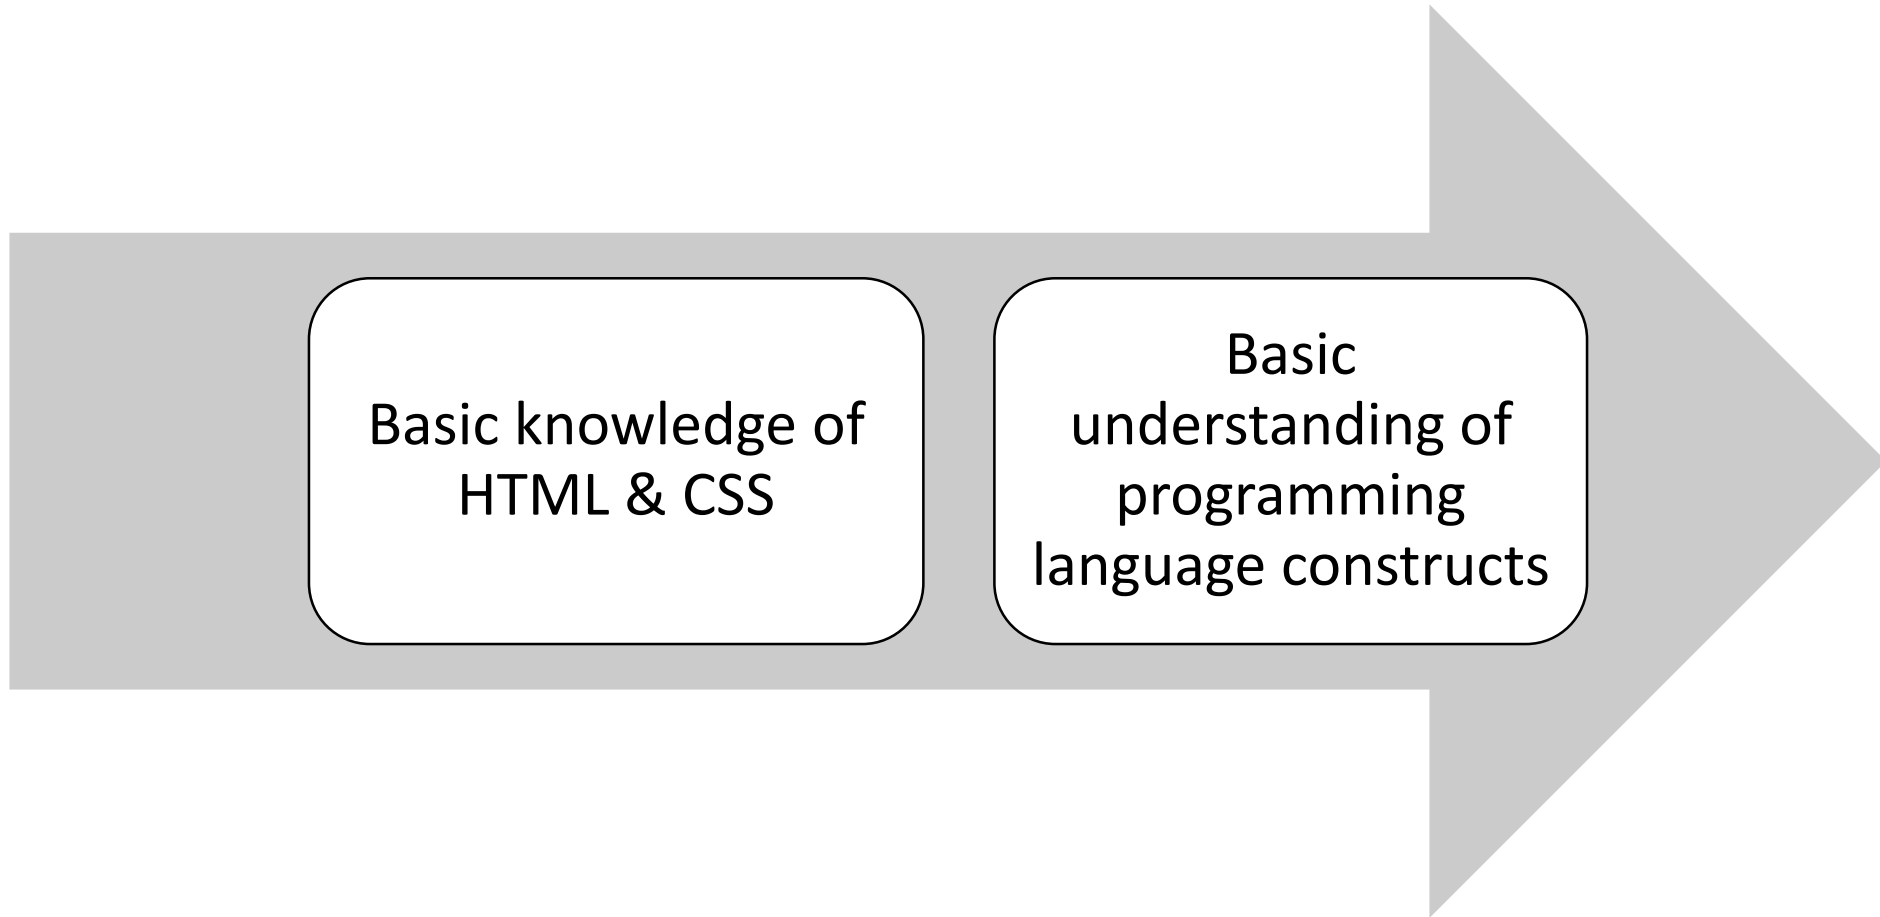 Basic knowledge of
HTML & CSS
Basic
understanding of
programming
language constructs